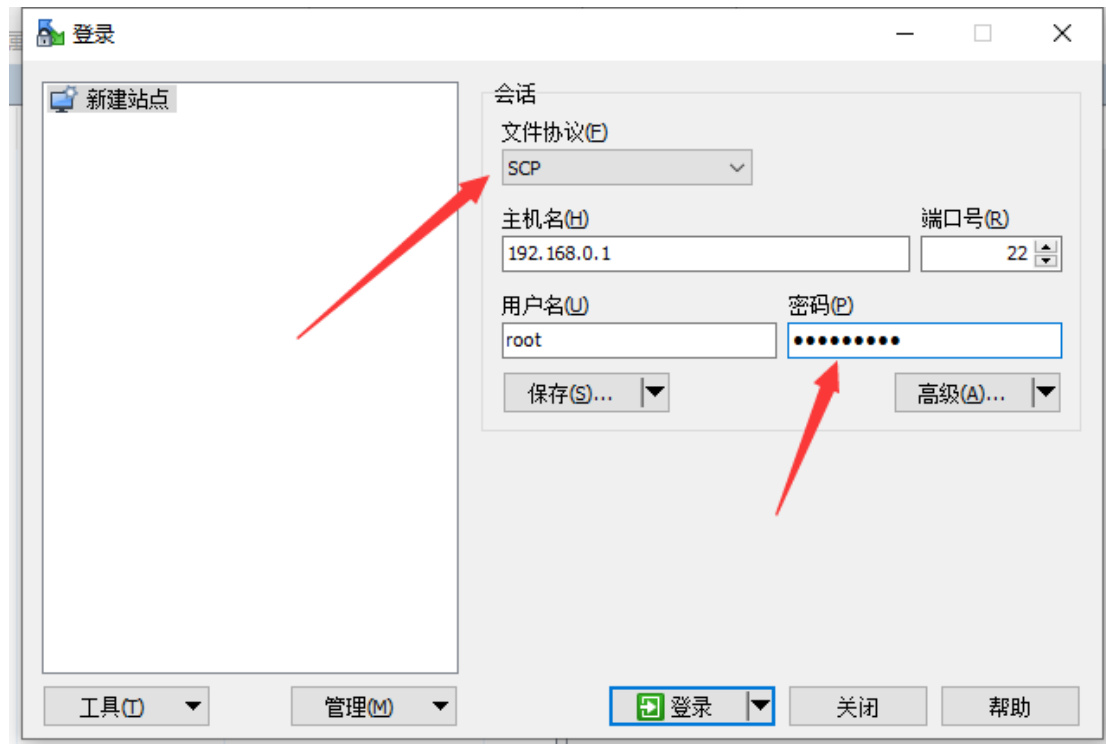 登录
新建站点
会话
文件协议(F)
SCP
主机名(H)
端口号(R)
192.168.0.1
22
用户名(U)
密码(P)
root
保存(S)...
高级(A)...
工具(T)
管理(M)
登录
关闭
帮助